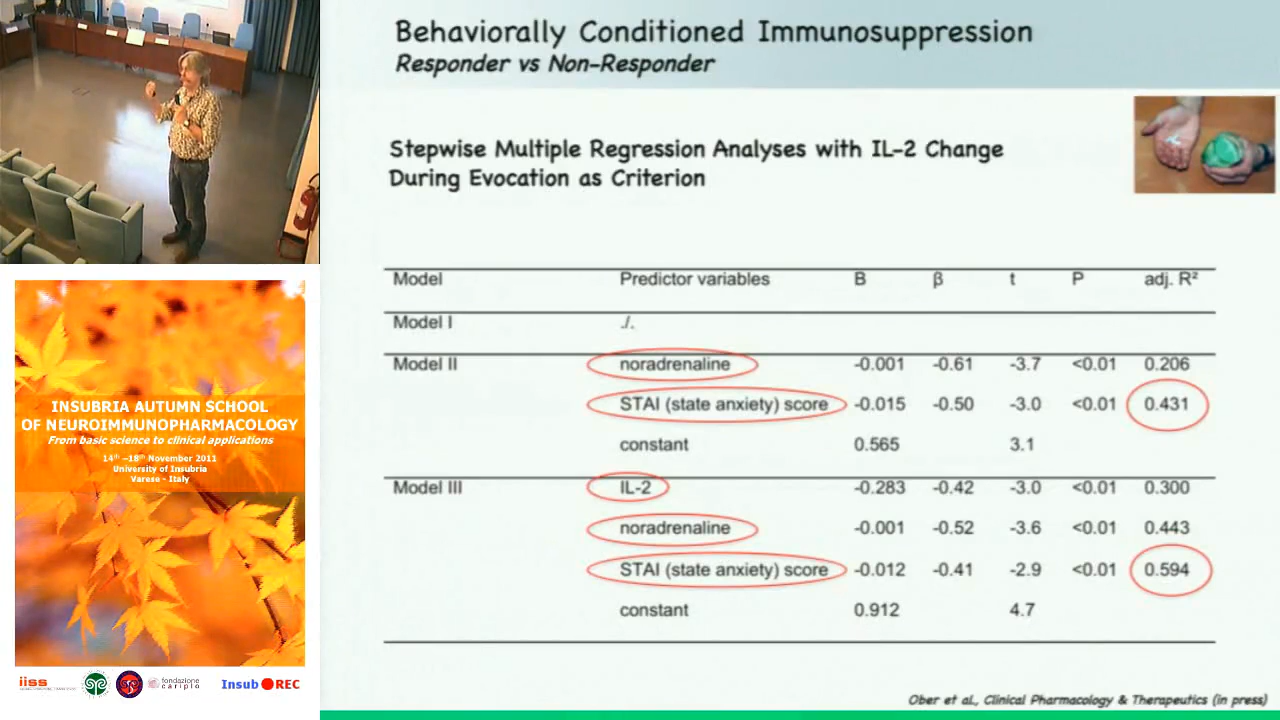 Behaviorally Conditioned Immunosuppression
Responder vs Non-Responder
Stepwise Multiple Regression Analyses with IL-2 Change
During Evocation as Criterion
Model Predictor variables B β t P adj. R²
Model I ./.
Model II noradrenaline -0.001 -0.61 -3.7 <0.01 0.206
STAI (state anxiety) score -0.015 -0.50 -3.0 <0.01 0.431
constant 0.565 3.1
Model III IL-2 -0.283 -0.42 -3.0 <0.01 0.300
noradrenaline -0.001 -0.52 -3.6 <0.01 0.443
STAI (state anxiety) score -0.012 -0.41 -2.9 <0.01 0.594
constant 0.912 4.7
Ober et al., Clinical Pharmacology & Therapeutics (in press)
INSUBRIA AUTUMN SCHOOL
OF NEUROIMMUNOPHARMACOLOGY
From basic science to clinical applications
14th –18th November 2011
University of Insubria
Varese - Italy
iiss
fondazione
cariplo
Insub REC